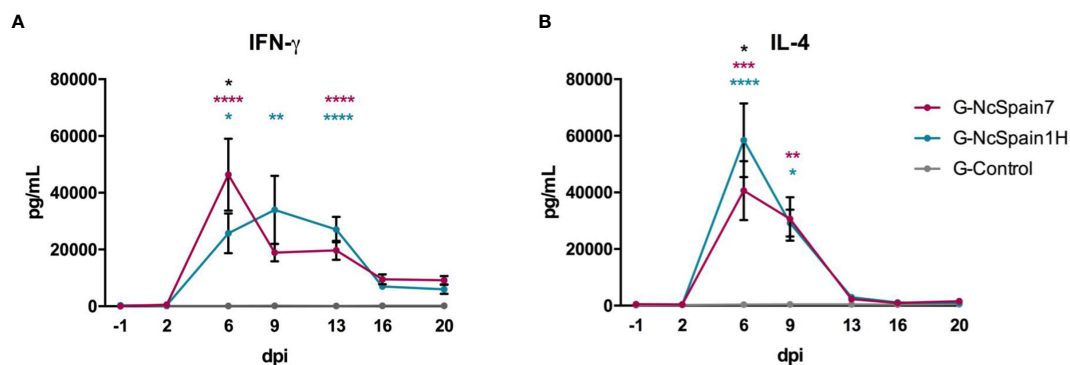 A
IFN-γ
80000
60000
40000
20000
0
pg/mL
*
****
*
**
****
****
-1 2 6 9 13 16 20
dpi
B
IL-4
80000
60000
40000
20000
0
pg/mL
*
***
****
**
*
-1 2 6 9 13 16 20
dpi
G-NcSpain7
G-NcSpain1H
G-Control